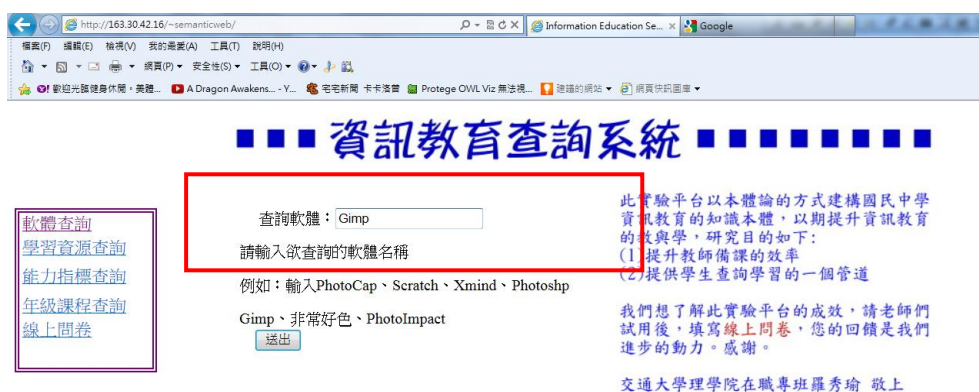 http://163.30.42.16/~semanticweb/
Information Education Se...
Google
檔案(F) 編輯(E) 檢視(V) 我的最愛(A) 工具(T) 說明(H)
網頁(P) 安全性(S) 工具(O)
歡迎光臨健身休閒，美體... A Dragon Awakens... - Y... 宅宅新聞 卡卡洛普 Protege OWL Viz 無法視... 建議的網站 網頁快訊圖庫
資訊教育查詢系統
軟體查詢
學習資源查詢
能力指標查詢
年級課程查詢
線上問卷
查詢軟體：Gimp
請輸入欲查詢的軟體名稱
例如：輸入PhotoCap、Scratch、Xmind、Photoshp
Gimp、非常好色、PhotoImpact
送出
此實驗平台以本體論的方式建構國民中學
資訊教育的知識本體，以期提升資訊教育
的教與學，研究目的如下:
(1)提升教師備課的效率
(2)提供學生查詢學習的一個管道
我們想了解此實驗平台的成效，請老師們
試用後，填寫線上問卷，您的回饋是我們
進步的動力。感謝。
交通大學理學院在職專班羅秀瑜 敬上